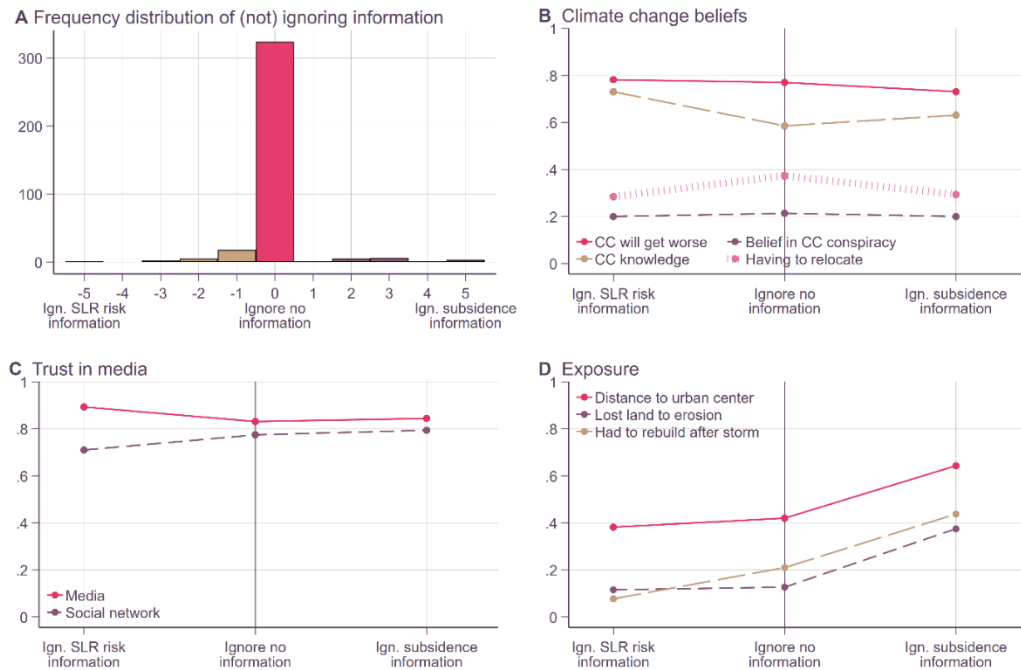 A Frequency distribution of (not) ignoring information
300
200
100
0
-5 -4 -3 -2 -1 0 1 2 3 4 5
Ign. SLR risk information
Ignore no information
Ign. subsidence information
B Climate change beliefs
1
.8
.6
.4
.2
0
CC will get worse
Belief in CC conspiracy
CC knowledge
Having to relocate
Ign. SLR risk information
Ignore no information
Ign. subsidence information
C Trust in media
1
.8
.6
.4
.2
0
Media
Social network
Ign. SLR risk information
Ignore no information
Ign. subsidence information
D Exposure
1
.8
.6
.4
.2
0
Distance to urban center
Lost land to erosion
Had to rebuild after storm
Ign. SLR risk information
Ignore no information
Ign. subsidence information